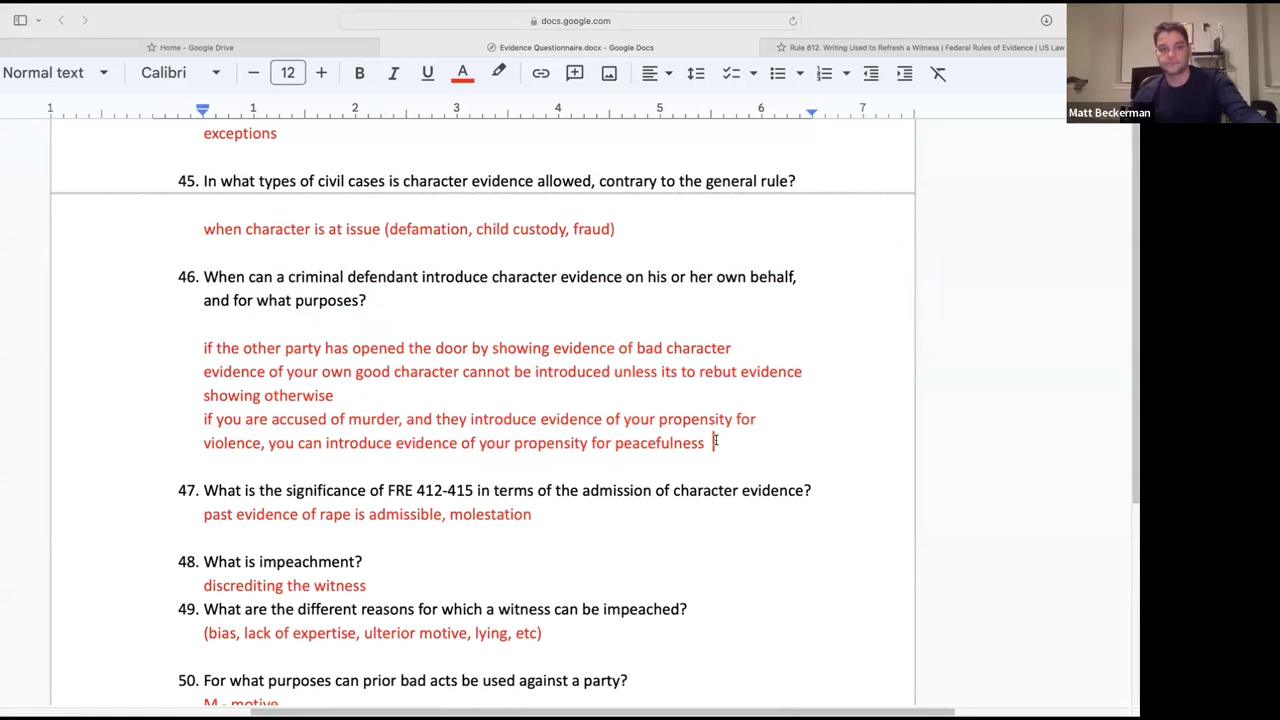 docs.google.com
Home - Google Drive
Evidence Questionnaire.docx - Google Docs
Rule 612. Writing Used to Refresh a Witness | Federal Rules of Evidence | US Law
Normal text
Calibri
12
B I U A
1 1 2 3 4 5 6 7
Matt Beckerman
exceptions
45. In what types of civil cases is character evidence allowed, contrary to the general rule?
when character is at issue (defamation, child custody, fraud)
46. When can a criminal defendant introduce character evidence on his or her own behalf,
and for what purposes?
if the other party has opened the door by showing evidence of bad character
evidence of your own good character cannot be introduced unless its to rebut evidence
showing otherwise
if you are accused of murder, and they introduce evidence of your propensity for
violence, you can introduce evidence of your propensity for peacefulness
47. What is the significance of FRE 412-415 in terms of the admission of character evidence?
past evidence of rape is admissible, molestation
48. What is impeachment?
discrediting the witness
49. What are the different reasons for which a witness can be impeached?
(bias, lack of expertise, ulterior motive, lying, etc)
50. For what purposes can prior bad acts be used against a party?
M - motive